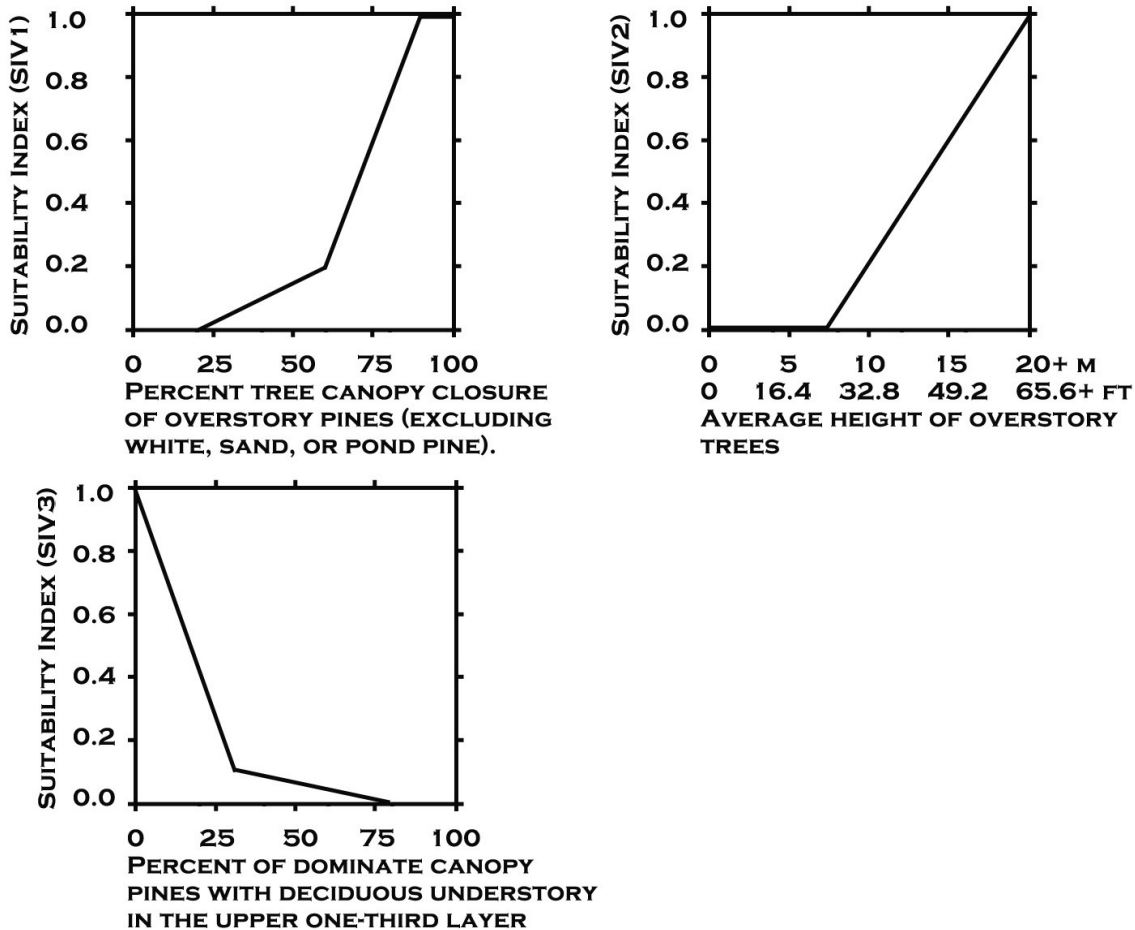 SUITABILITY INDEX (SIV1)
1.0
0.8
0.6
0.4
0.2
0.0
0 25 50 75 100
PERCENT TREE CANOPY CLOSURE
OF OVERSTORY PINES (EXCLUDING
WHITE, SAND, OR POND PINE).
SUITABILITY INDEX (SIV2)
1.0
0.8
0.6
0.4
0.2
0.0
0 5 10 15 20+ M
0 16.4 32.8 49.2 65.6+ FT
AVERAGE HEIGHT OF OVERSTORY
TREES
SUITABILITY INDEX (SIV3)
1.0
0.8
0.6
0.4
0.2
0.0
0 25 50 75 100
PERCENT OF DOMINATE CANOPY
PINES WITH DECIDUOUS UNDERSTORY
IN THE UPPER ONE-THIRD LAYER